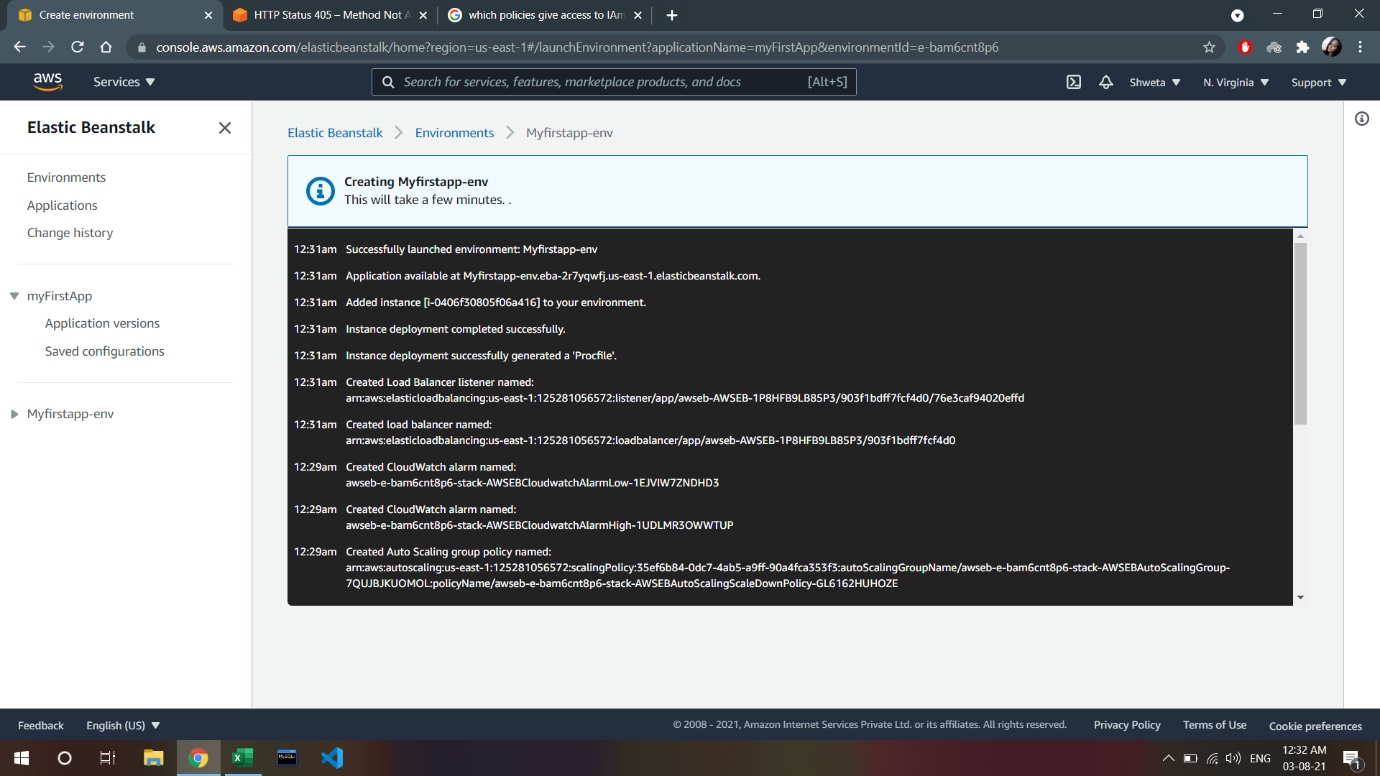 Create environment
HTTP Status 405 – Method Not A
which policies give access to IAm
console.aws.amazon.com/elasticbeanstalk/home?region=us-east-1#/launchEnvironment?applicationName=myFirstApp&environmentId=e-bam6cnt8p6
aws
Services
Search for services, features, marketplace products, and docs
[Alt+S]
Shweta
N. Virginia
Support
Elastic Beanstalk
Environments
Applications
Change history
myFirstApp
Application versions
Saved configurations
Myfirstapp-env
Elastic Beanstalk
Environments
Myfirstapp-env
Creating Myfirstapp-env
This will take a few minutes. .
12:31am Successfully launched environment: Myfirstapp-env
12:31am Application available at Myfirstapp-env.eba-2r7yqwfj.us-east-1.elasticbeanstalk.com.
12:31am Added instance [i-0406f30805f06a416] to your environment.
12:31am Instance deployment completed successfully.
12:31am Instance deployment successfully generated a 'Procfile'.
12:31am Created Load Balancer listener named:
arn:aws:elasticloadbalancing:us-east-1:125281056572:listener/app/awseb-AWSEB-1P8HFB9LB85P3/903f1bdff7fcf4d0/76e3caf94020effd
12:31am Created load balancer named:
arn:aws:elasticloadbalancing:us-east-1:125281056572:loadbalancer/app/awseb-AWSEB-1P8HFB9LB85P3/903f1bdff7fcf4d0
12:29am Created CloudWatch alarm named:
awseb-e-bam6cnt8p6-stack-AWSEBCloudwatchAlarmLow-1EJVIW7ZNDHD3
12:29am Created CloudWatch alarm named:
awseb-e-bam6cnt8p6-stack-AWSEBCloudwatchAlarmHigh-1UDLMR3OWWTUP
12:29am Created Auto Scaling group policy named:
arn:aws:autoscaling:us-east-1:125281056572:scalingPolicy:35ef6b84-0dc7-4ab5-a9ff-90a4fca353f3:autoScalingGroupName/awseb-e-bam6cnt8p6-stack-AWSEBAutoScalingGroup-
7QUJBJKUOMOL:policyName/awseb-e-bam6cnt8p6-stack-AWSEBAutoScalingScaleDownPolicy-GL6162HUHOZE
Feedback
English (US)
© 2008 - 2021, Amazon Internet Services Private Ltd. or its affiliates. All rights reserved.
Privacy Policy
Terms of Use
Cookie preferences
MySQL
ENG
12:32 AM
03-08-21
1